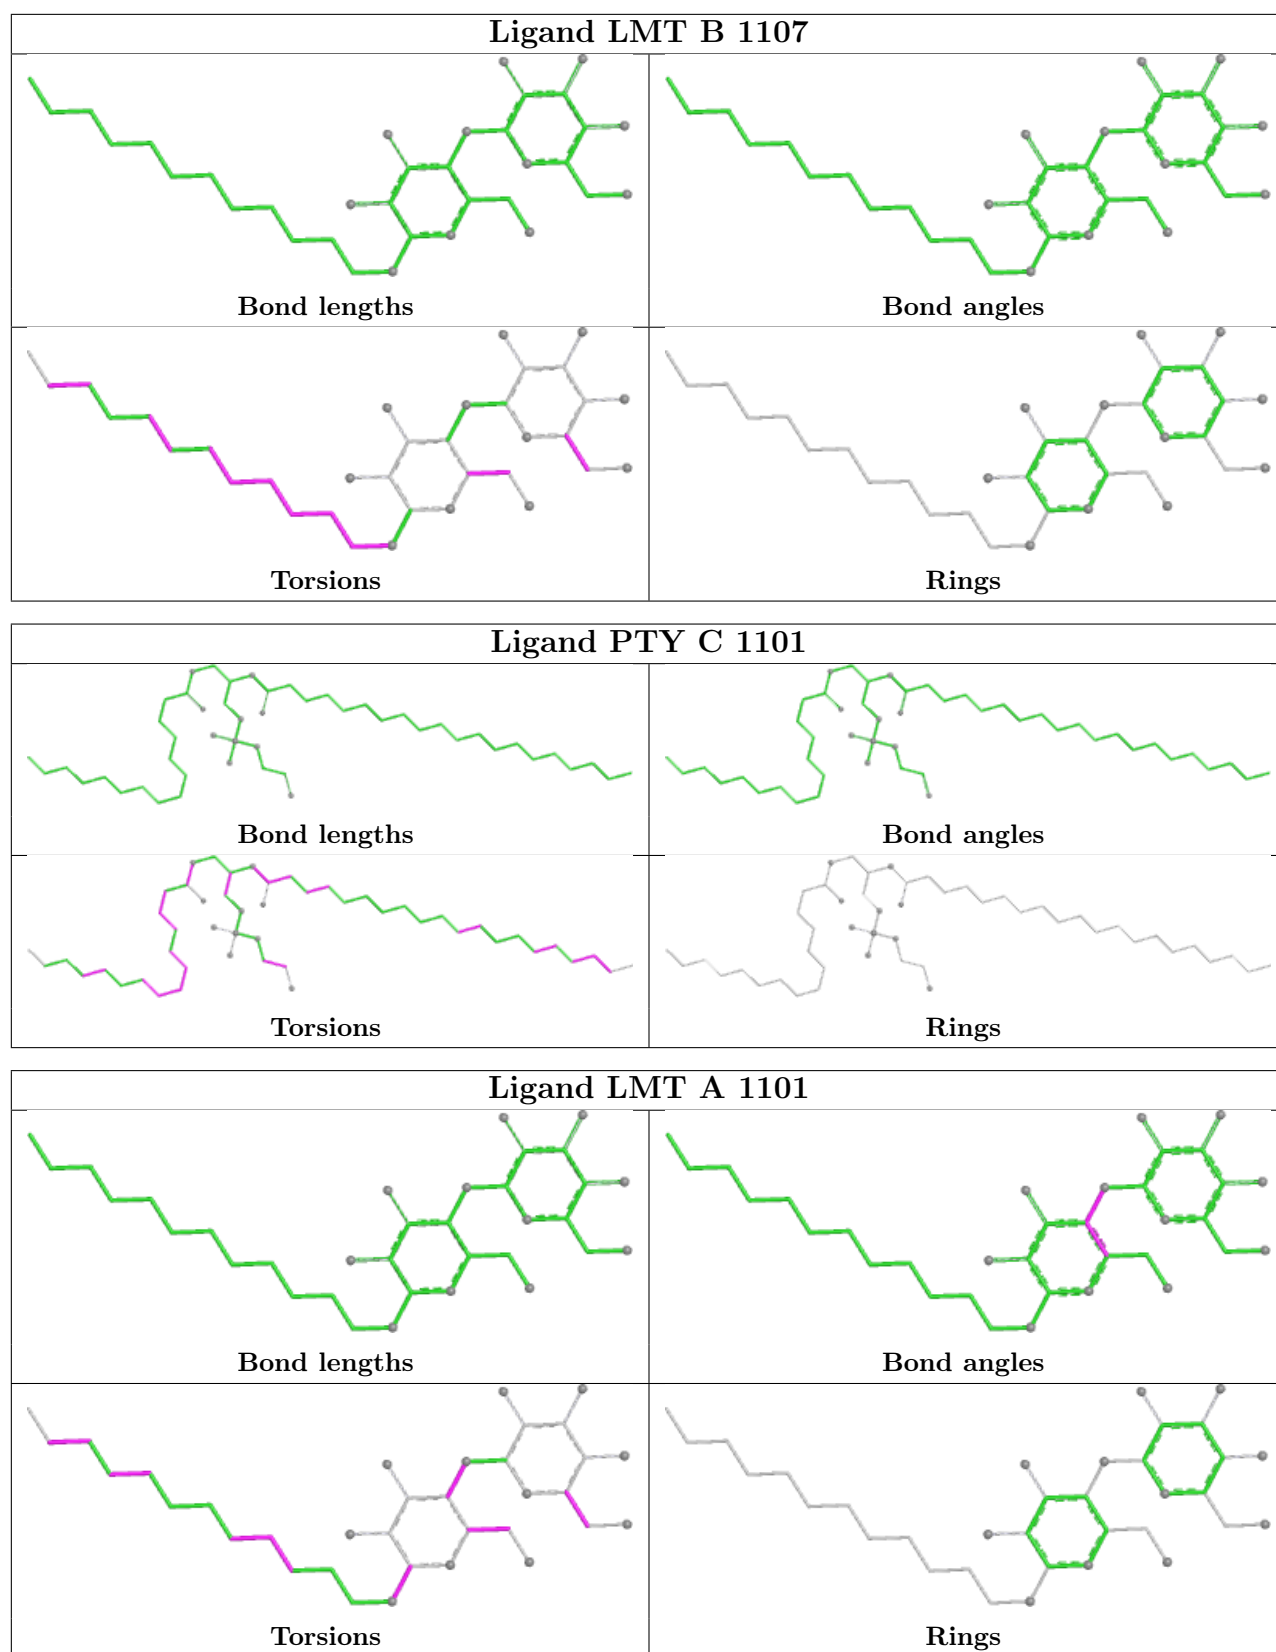 Ligand LMT B 1107
Bond lengths
Bond angles
Torsions
Rings
Ligand PTY C 1101
Bond lengths
Bond angles
Torsions
Rings
Ligand LMT A 1101
Bond lengths
Bond angles
Torsions
Rings